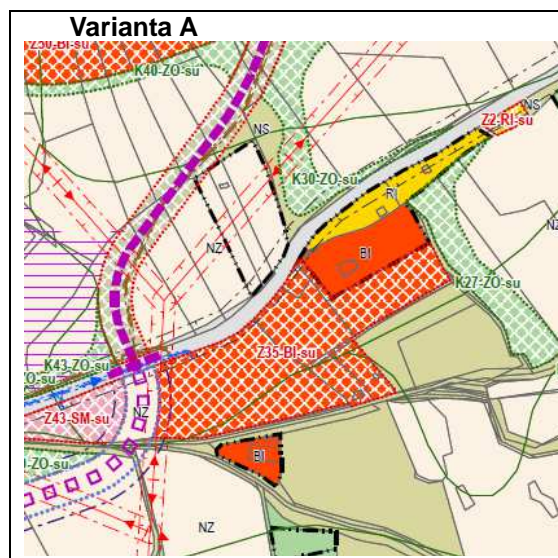 Varianta A
Z50-BI-su
K40-ZO-su
NS
NS
Z2-RI-su
K30-ZO-su
RI
NZ
NZ
BI
K27-ZO-su
Z35-BI-su
K43-ZO-su
ZO-su
NZ
Z43-SM-su
BI
ZO-su
NZ